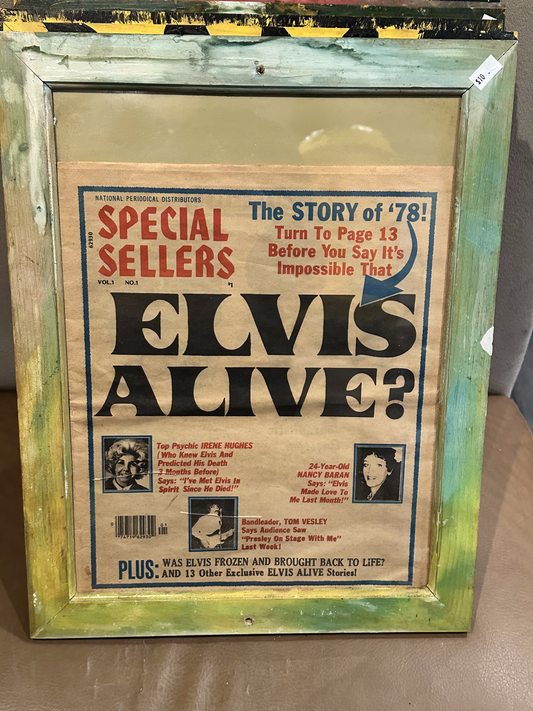 $10.
NATIONAL PERIODICAL DISTRIBUTORS
SPECIAL
SELLERS
62930
VOL.1 NO.1 $1
The STORY of '78!
Turn To Page 13
Before You Say It's
Impossible That
ELVIS
ALIVE?
Top Psychic IRENE HUGHES
(Who Knew Elvis And
Predicted His Death
3 Months Before)
Says: "I've Met Elvis In
Spirit Since He Died!"
24-Year-Old
NANCY BARAN
Says: "Elvis
Made Love To
Me Last Month!"
Bandleader, TOM VESLEY
Says Audience Saw
"Presley On Stage With Me"
Last Week!
PLUS: WAS ELVIS FROZEN AND BROUGHT BACK TO LIFE?
AND 13 Other Exclusive ELVIS ALIVE Stories!